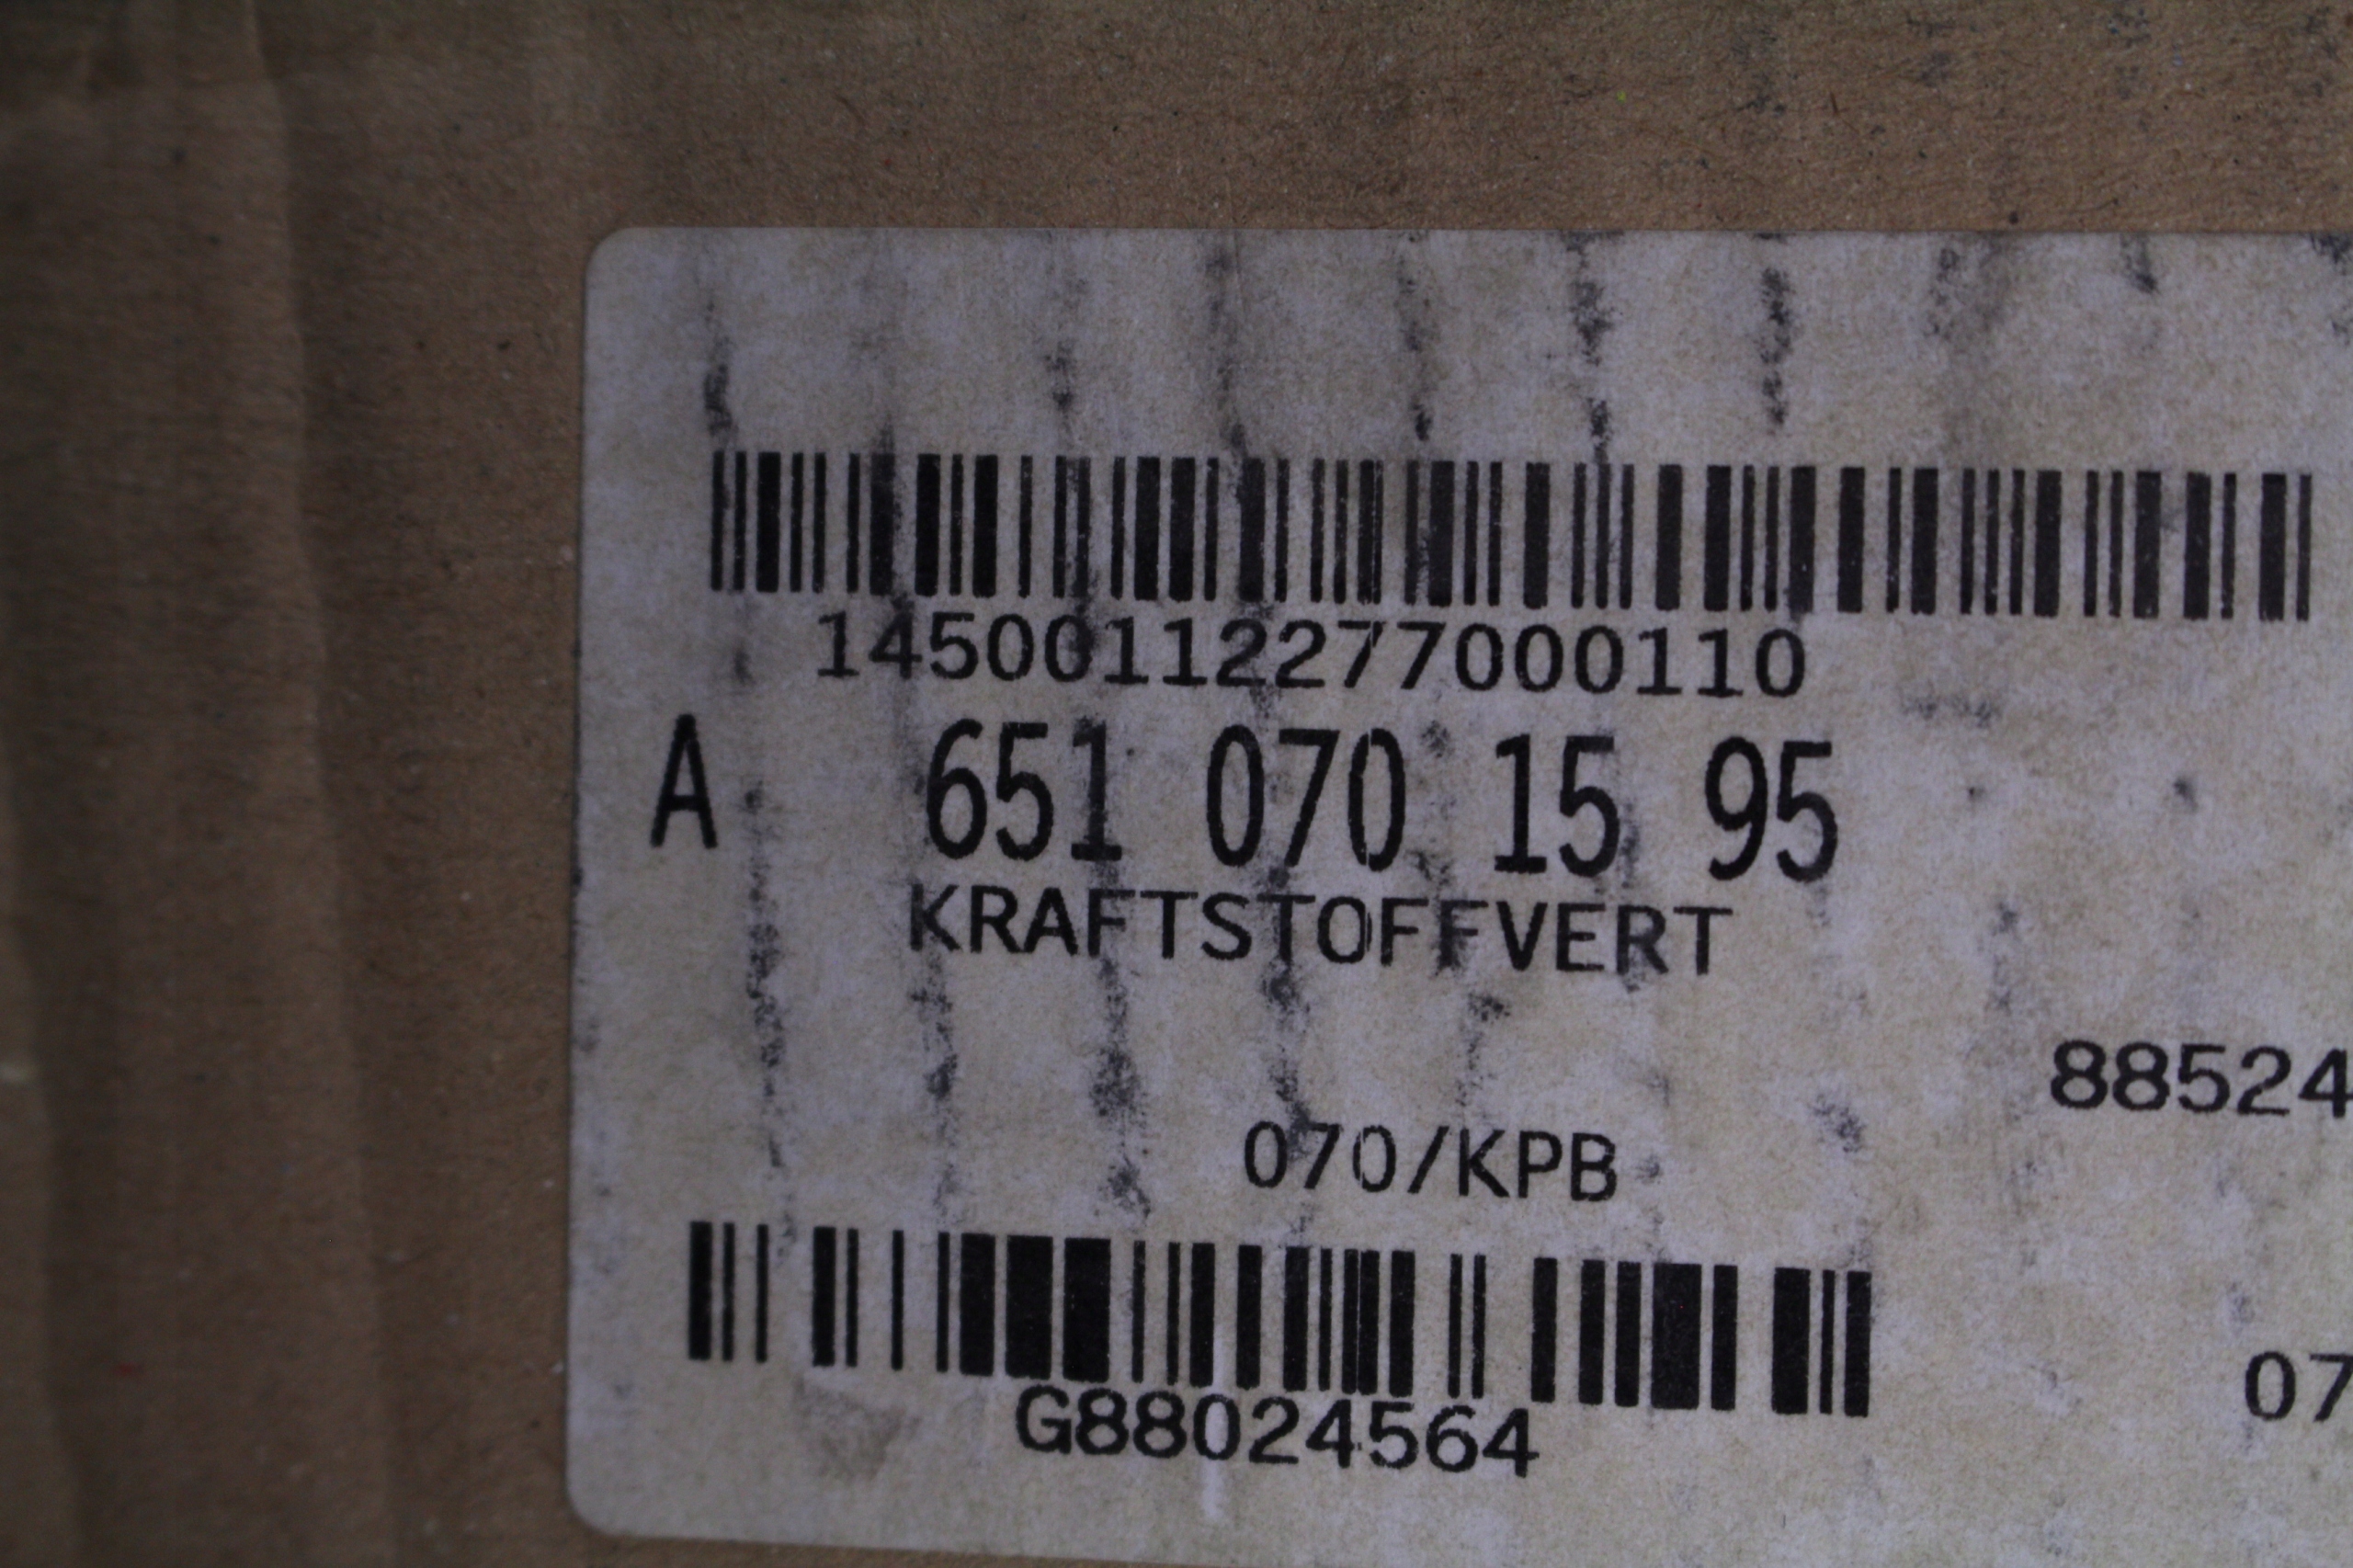 14500112277000110
A 651 070 15 95
KRAFTSTOFFVERT
88524
070/KPB
07
G88024564